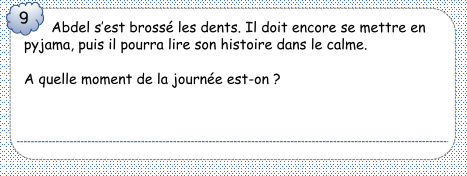 9
Abdel s’est brossé les dents. Il doit encore se mettre en
pyjama, puis il pourra lire son histoire dans le calme.
A quelle moment de la journée est-on ?